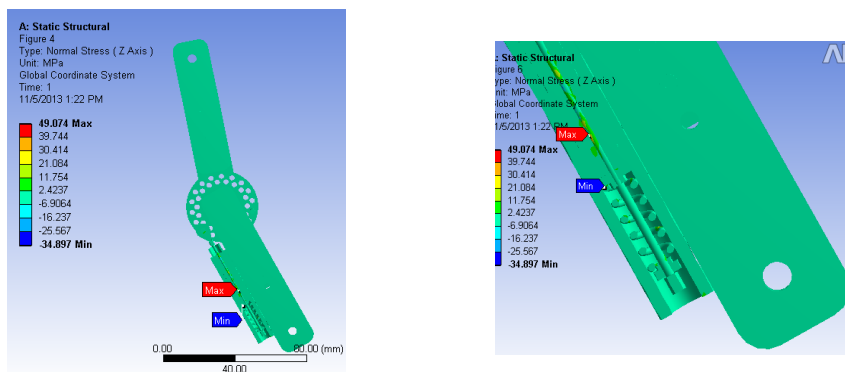 A: Static Structural
Figure 4
Type: Normal Stress ( Z Axis )
Unit: MPa
Global Coordinate System
Time: 1
11/5/2013 1:22 PM
49.074 Max
39.744
30.414
21.084
11.754
2.4237
-6.9064
-16.237
-25.567
-34.897 Min
Max
Min
0.00
80.00 (mm)
40.00
: Static Structural
igure 6
ype: Normal Stress ( Z Axis )
nit: MPa
lobal Coordinate System
ime: 1
1/5/2013 1:22 PM
49.074 Max
39.744
30.414
21.084
11.754
2.4237
-6.9064
-16.237
-25.567
-34.897 Min
Max
Min